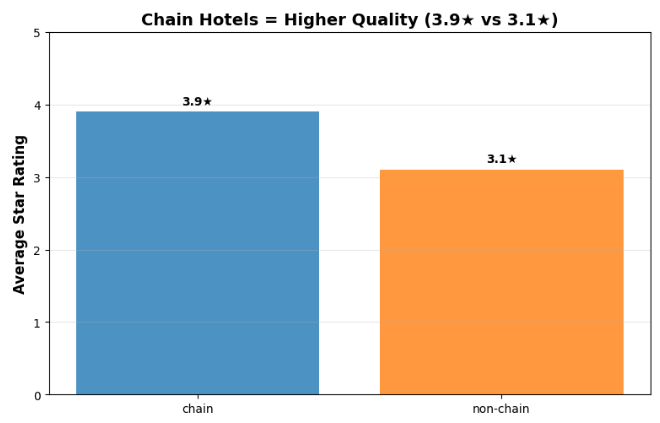 Chain Hotels = Higher Quality (3.9★ vs 3.1★)
5
4
3
2
1
0
Average Star Rating
3.9★
3.1★
chain
non-chain